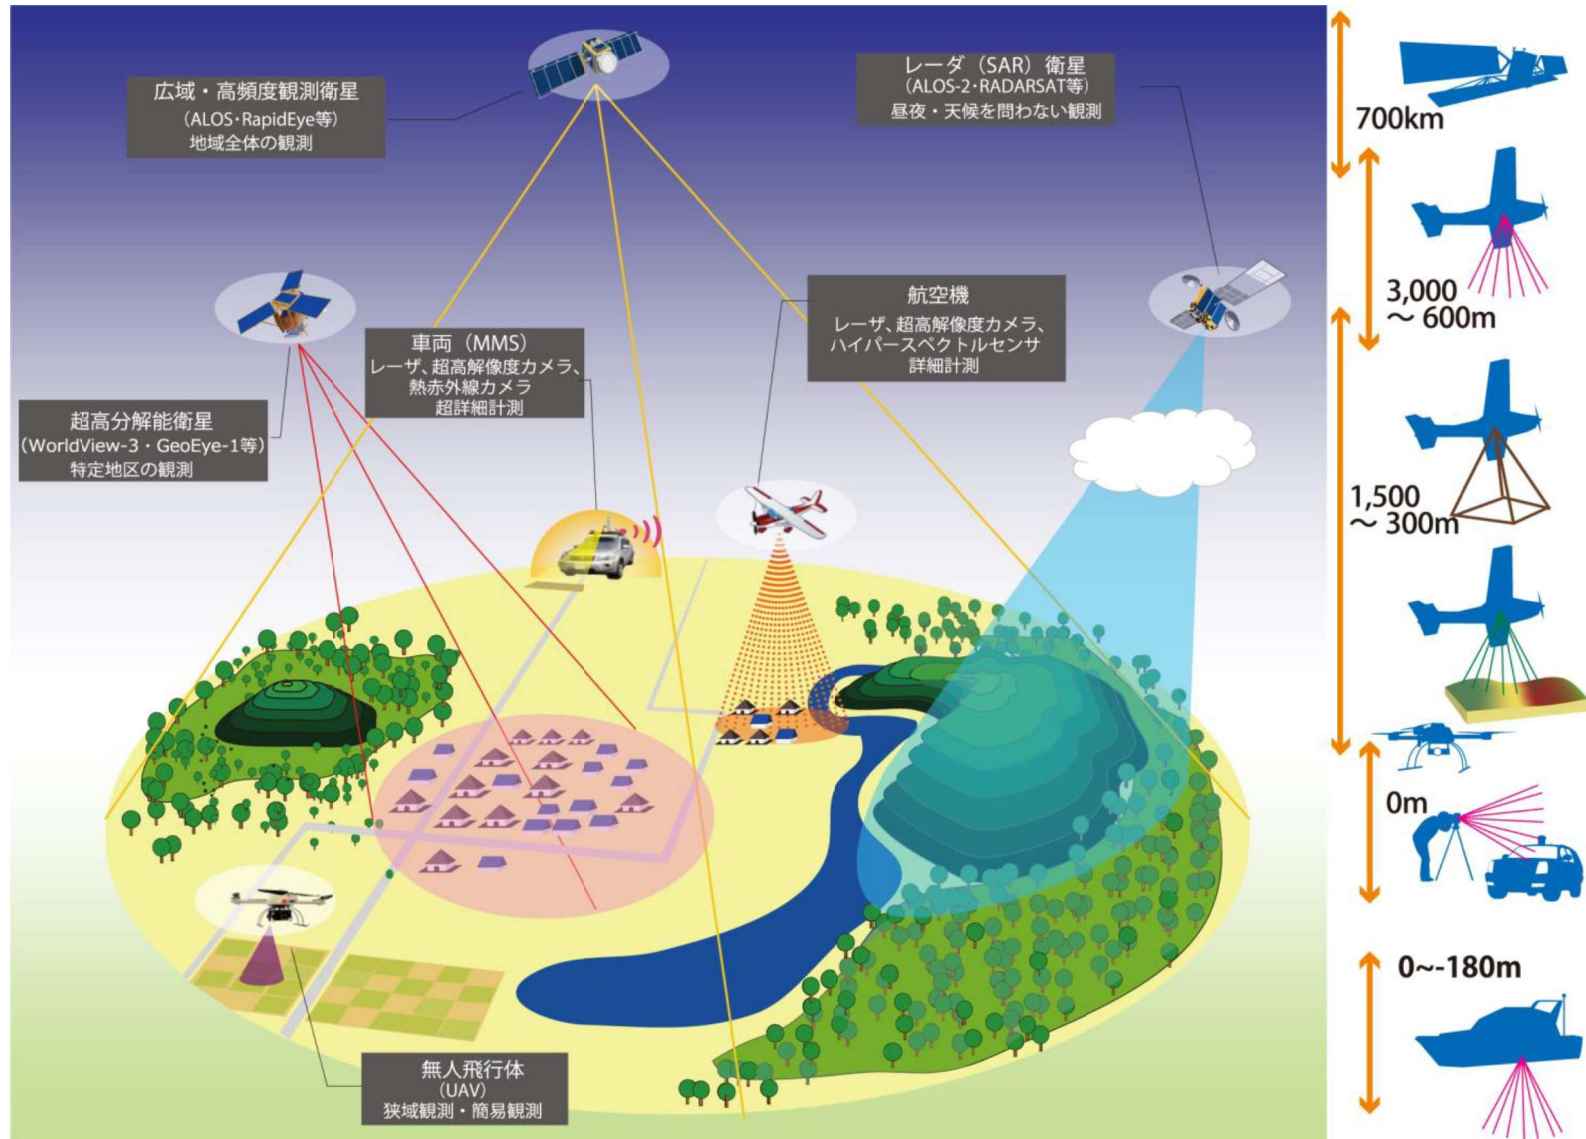 広域・高頻度観測衛星
(ALOS・RapidEye等)
地域全体の観測
レーダ（SAR）衛星
(ALOS-2・RADARSAT等)
昼夜・天候を問わない観測
超高分解能衛星
(WorldView-3・GeoEye-1等)
特定地区の観測
車両（MMS）
レーザ、超高解像度カメラ、
熱赤外線カメラ
超詳細計測
航空機
レーザ、超高解像度カメラ、
ハイパースペクトルセンサ
詳細計測
無人飛行体
(UAV)
狭域観測・簡易観測
700km
3,000
～ 600m
1,500
～ 300m
0m
0~-180m